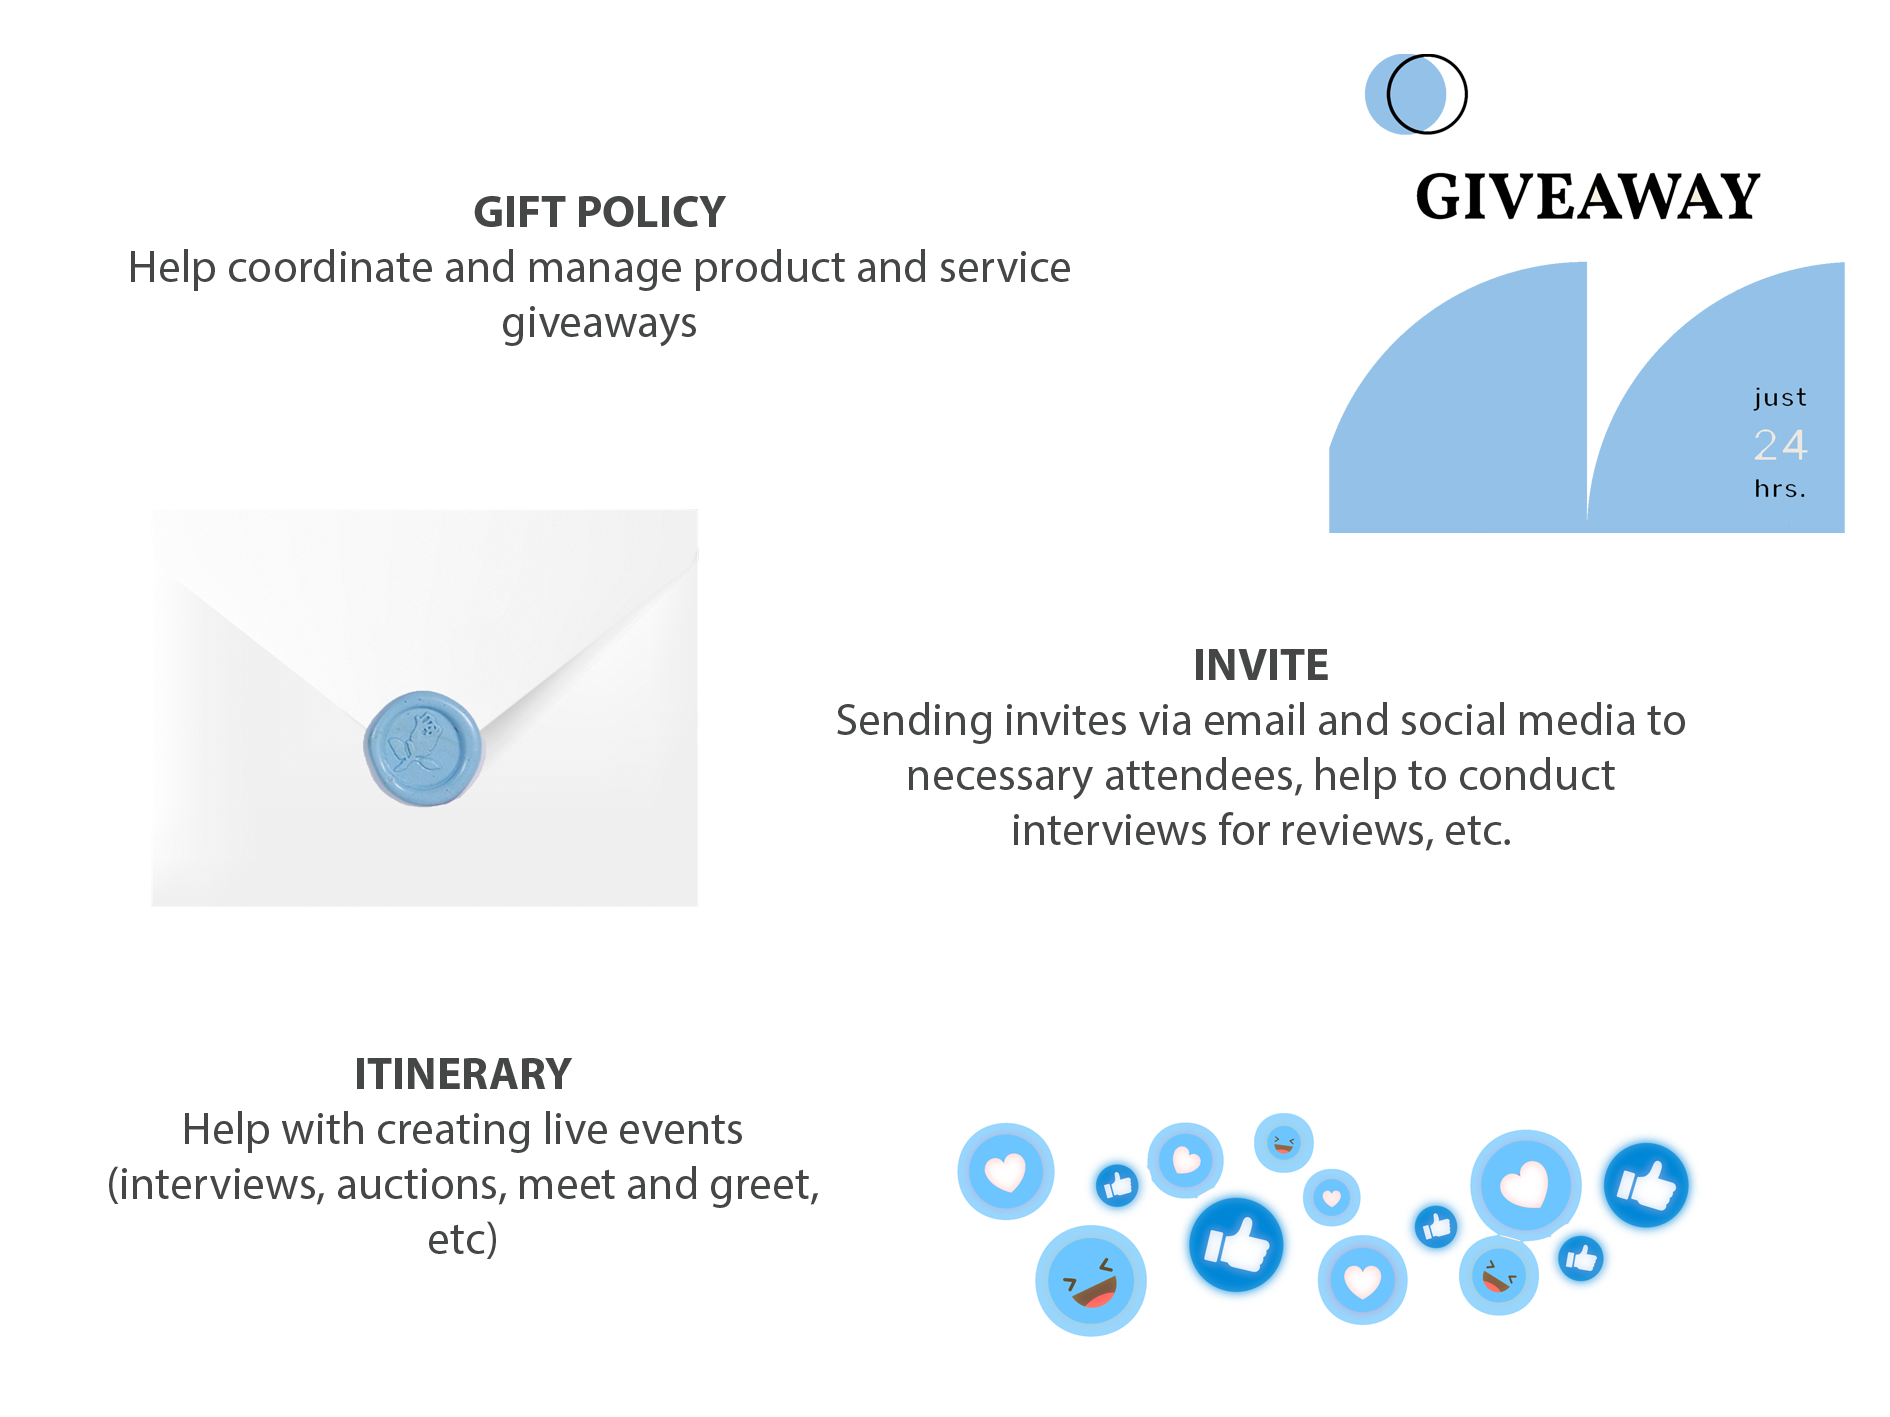 GIVEAWAY
GIFT POLICY
Help coordinate and manage product and service
giveaways
just
24
hrs.
INVITE
Sending invites via email and social media to
necessary attendees, help to conduct
interviews for reviews, etc.
ITINERARY
Help with creating live events
(interviews, auctions, meet and greet,
etc)